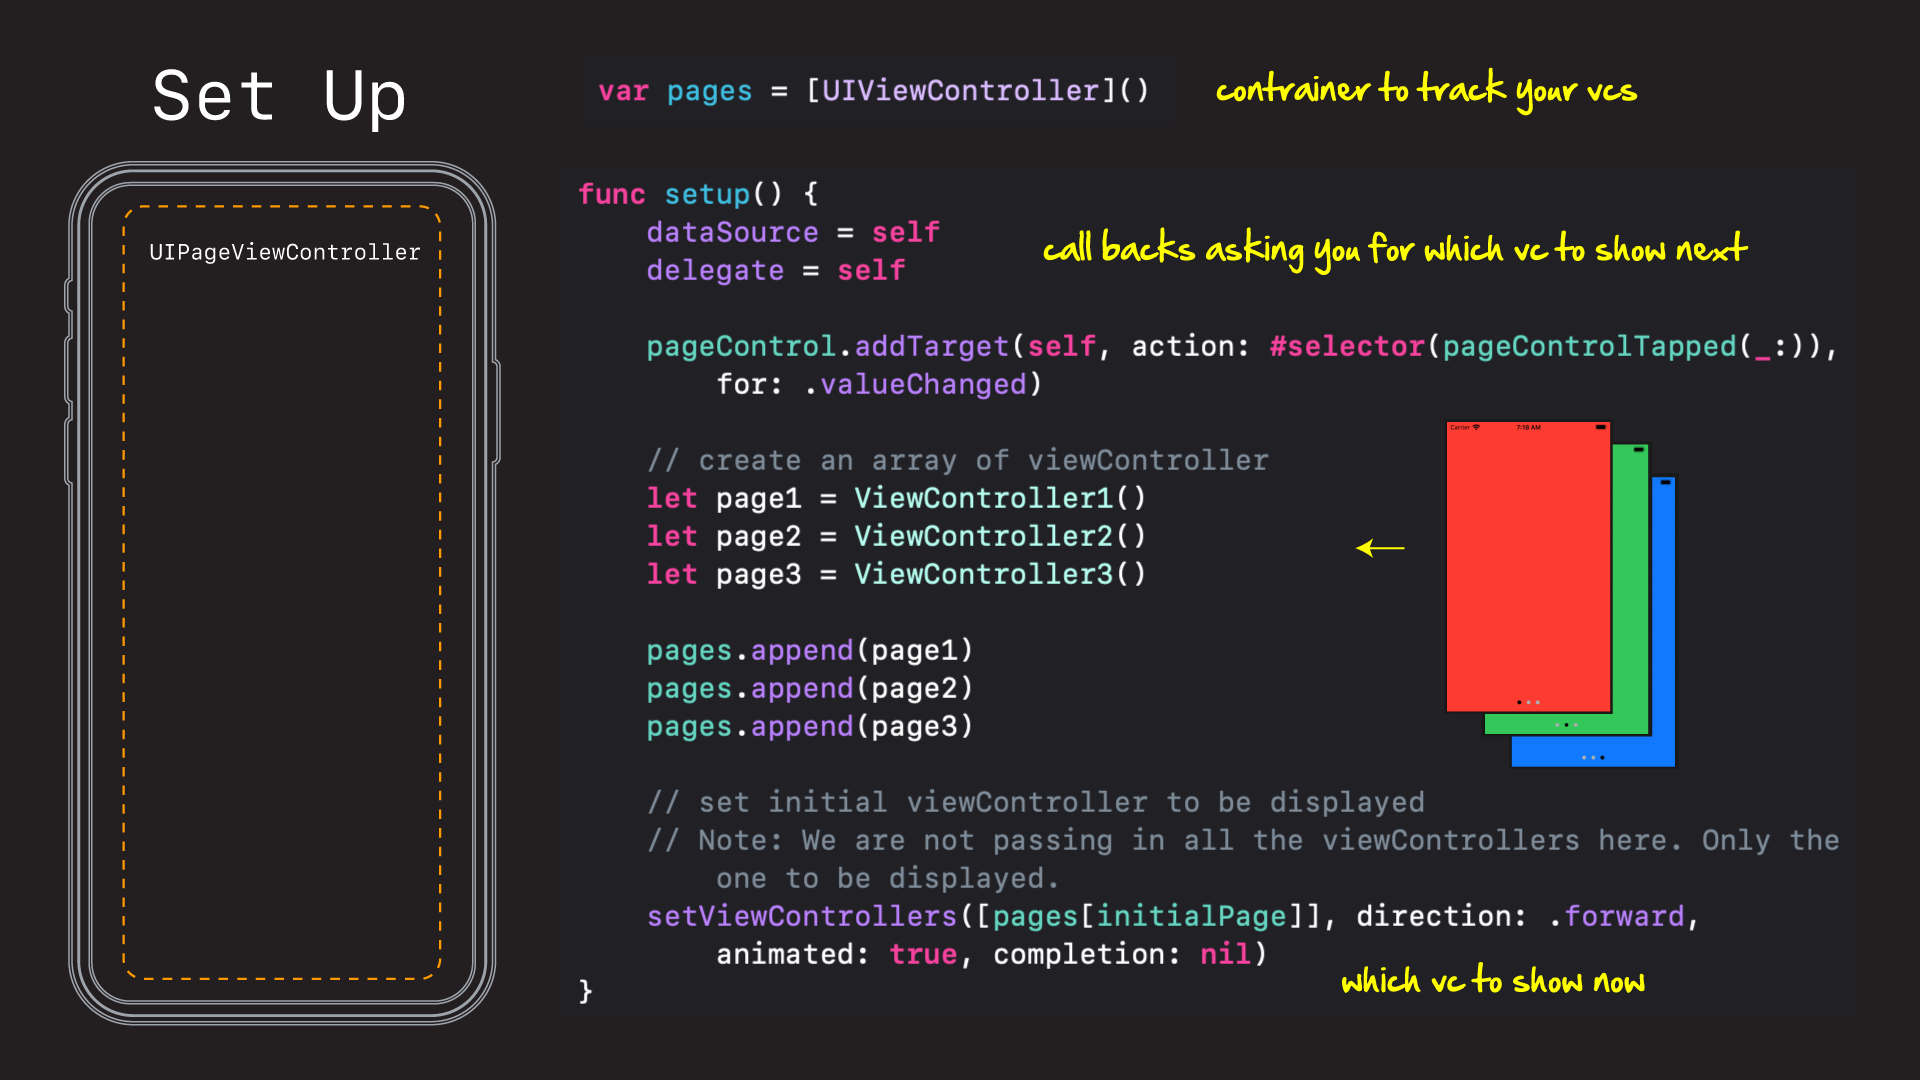 Set Up
var pages = [UIViewController]()
contrainer to track your vcs
UIPageViewController
func setup() {
dataSource = self
delegate = self
call backs asking you for which vc to show next
pageControl.addTarget(self, action: #selector(pageControlTapped(_:)),
for: .valueChanged)
// create an array of viewController
let page1 = ViewController1()
let page2 = ViewController2()
let page3 = ViewController3()
Carrier
7:18 AM
pages.append(page1)
pages.append(page2)
pages.append(page3)
// set initial viewController to be displayed
// Note: We are not passing in all the viewControllers here. Only the
one to be displayed.
setViewControllers([pages[initialPage]], direction: .forward,
animated: true, completion: nil)
which vc to show now
}